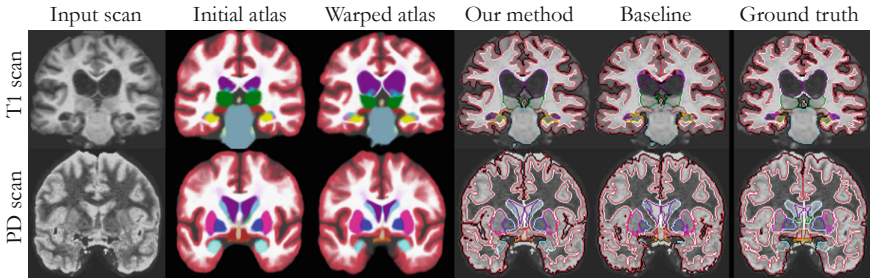 Input scan Initial atlas Warped atlas Our method Baseline Ground truth
T1 scan
PD scan